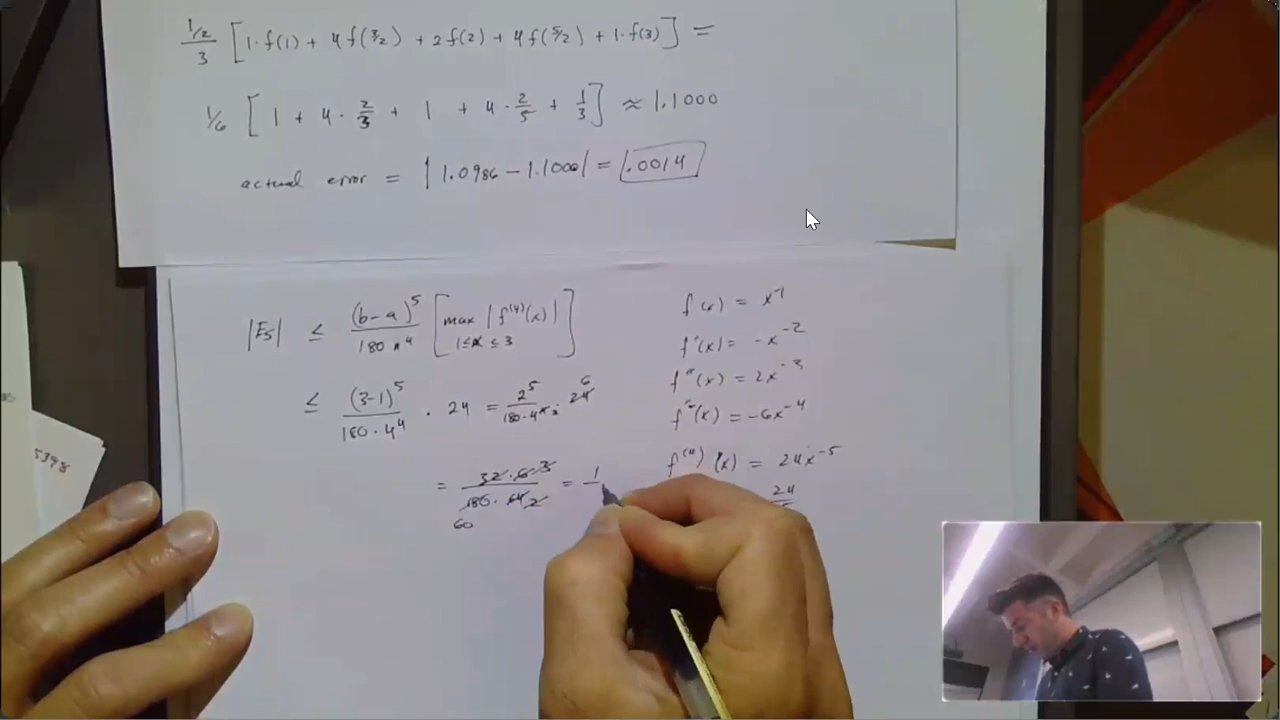 1/2 / 3 [1·f(1) + 4f(3/2) + 2f(2) + 4f(5/2) + 1·f(3)] =
1/6 [1 + 4·2/3 + 1 + 4·2/5 + 1/3] ≈ 1.1000
actual error = |1.0986 − 1.1000| = .0014
|Es| ≤ (b−a)^5 / 180 n^4 [max |f^(4)(x)|]
1≤x≤3
≤ (3−1)^5 / 180·4^4 · 24 = 2^5 / 180·4^4 3 · 24 6
= 32·6 3 / 180·64 2 = 1
60
f(x) = x^-1
f'(x) = −x^-2
f''(x) = 2x^-3
f'''(x) = −6x^-4
f^(4)(x) = 24x^-5
24
5398